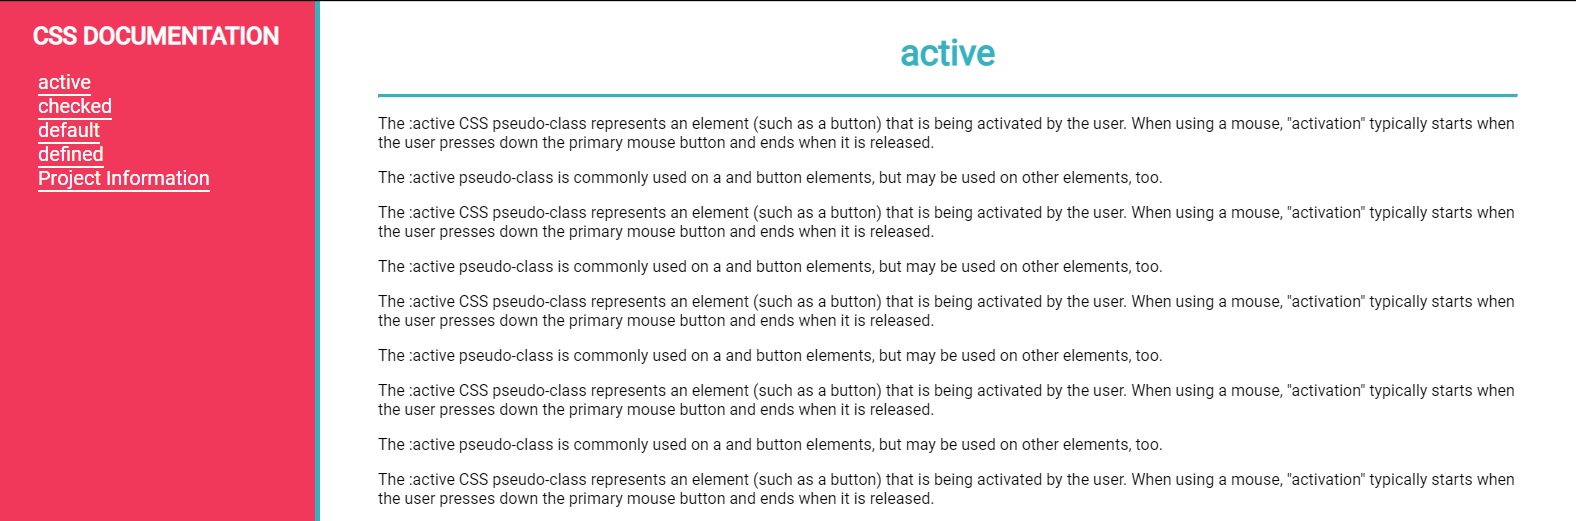 CSS DOCUMENTATION
active
checked
default
defined
Project Information
active
The :active CSS pseudo-class represents an element (such as a button) that is being activated by the user. When using a mouse, "activation" typically starts when
the user presses down the primary mouse button and ends when it is released.
The :active pseudo-class is commonly used on a and button elements, but may be used on other elements, too.
The :active CSS pseudo-class represents an element (such as a button) that is being activated by the user. When using a mouse, "activation" typically starts when
the user presses down the primary mouse button and ends when it is released.
The :active pseudo-class is commonly used on a and button elements, but may be used on other elements, too.
The :active CSS pseudo-class represents an element (such as a button) that is being activated by the user. When using a mouse, "activation" typically starts when
the user presses down the primary mouse button and ends when it is released.
The :active pseudo-class is commonly used on a and button elements, but may be used on other elements, too.
The :active CSS pseudo-class represents an element (such as a button) that is being activated by the user. When using a mouse, "activation" typically starts when
the user presses down the primary mouse button and ends when it is released.
The :active pseudo-class is commonly used on a and button elements, but may be used on other elements, too.
The :active CSS pseudo-class represents an element (such as a button) that is being activated by the user. When using a mouse, "activation" typically starts when
the user presses down the primary mouse button and ends when it is released.